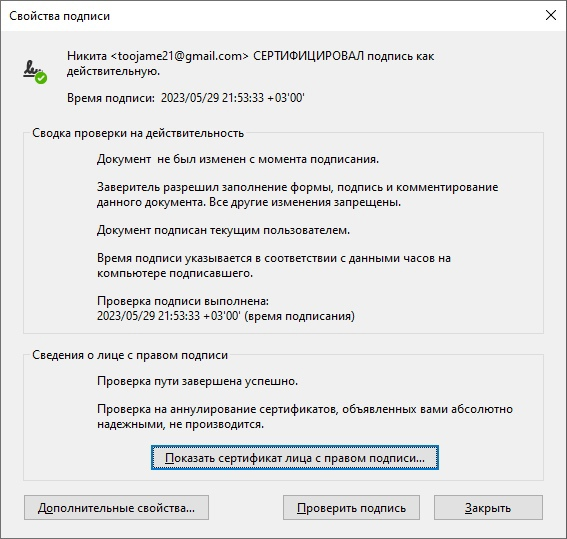 Свойства подписи
Никита <toojame21@gmail.com> СЕРТИФИЦИРОВАЛ подпись как
действительную.
Время подписи: 2023/05/29 21:53:33 +03'00'
Сводка проверки на действительность
Документ не был изменен с момента подписания.
Заверитель разрешил заполнение формы, подпись и комментирование
данного документа. Все другие изменения запрещены.
Документ подписан текущим пользователем.
Время подписи указывается в соответствии с данными часов на
компьютере подписавшего.
Проверка подписи выполнена:
2023/05/29 21:53:33 +03'00' (время подписания)
Сведения о лице с правом подписи
Проверка пути завершена успешно.
Проверка на аннулирование сертификатов, объявленных вами абсолютно
надежными, не производится.
Показать сертификат лица с правом подписи...
Дополнительные свойства...
Проверить подпись
Закрыть